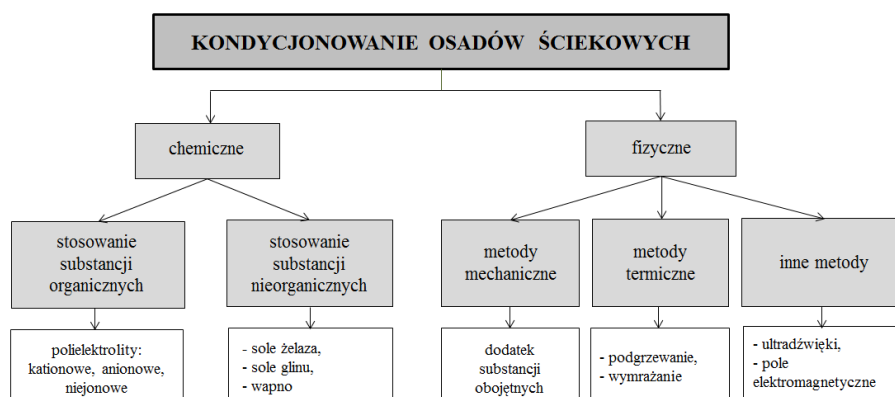 KONDYCJONOWANIE OSADÓW ŚCIEKOWYCH
chemiczne
fizyczne
stosowanie
substancji
organicznych
stosowanie
substancji
nieorganicznych
metody
mechaniczne
metody
termiczne
inne metody
polielektrolity:
kationowe, anionowe,
niejonowe
- sole żelaza,
- sole glinu,
- wapno
dodatek
substancji
obojętnych
- podgrzewanie,
- wymrażanie
- ultradźwięki,
- pole
elektromagnetyczne